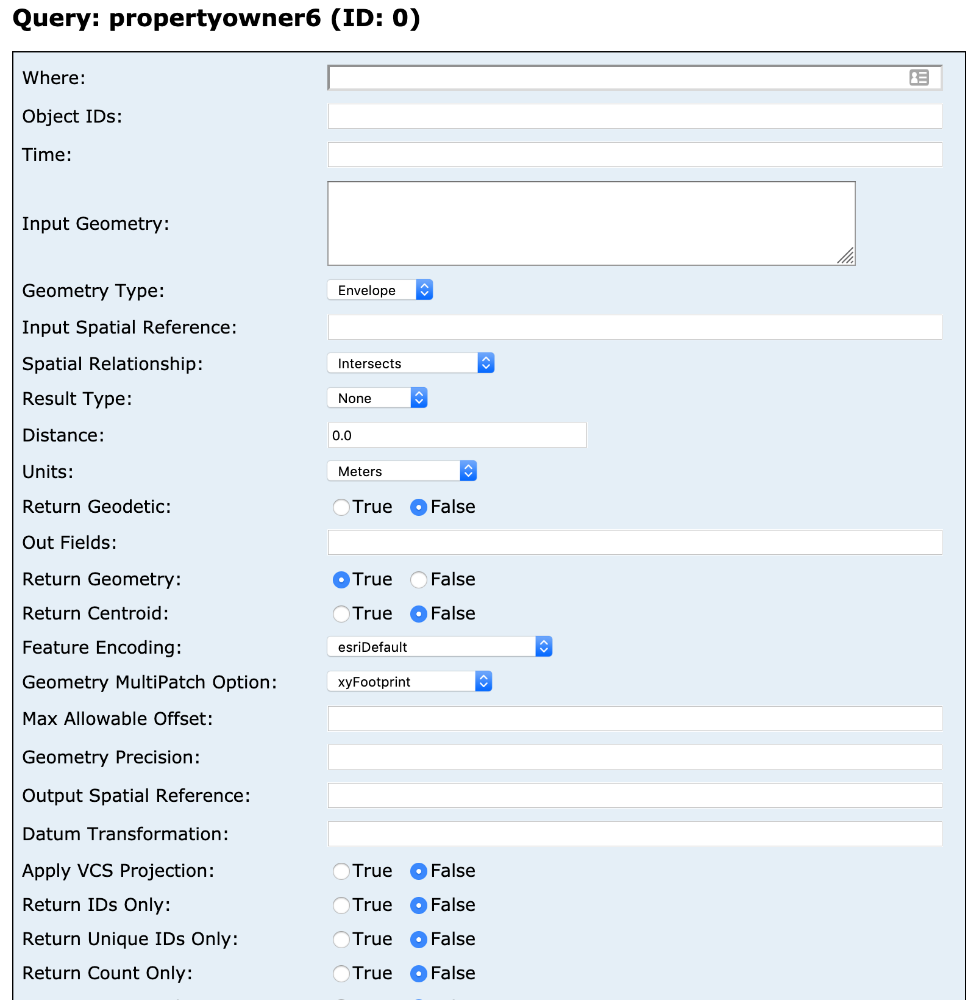 Query: propertyowner6 (ID: 0)
Where:
Object IDs:
Time:
Input Geometry:
Geometry Type: Envelope
Input Spatial Reference:
Spatial Relationship: Intersects
Result Type: None
Distance: 0.0
Units: Meters
Return Geodetic: True False
Out Fields:
Return Geometry: True False
Return Centroid: True False
Feature Encoding: esriDefault
Geometry MultiPatch Option: xyFootprint
Max Allowable Offset:
Geometry Precision:
Output Spatial Reference:
Datum Transformation:
Apply VCS Projection: True False
Return IDs Only: True False
Return Unique IDs Only: True False
Return Count Only: True False